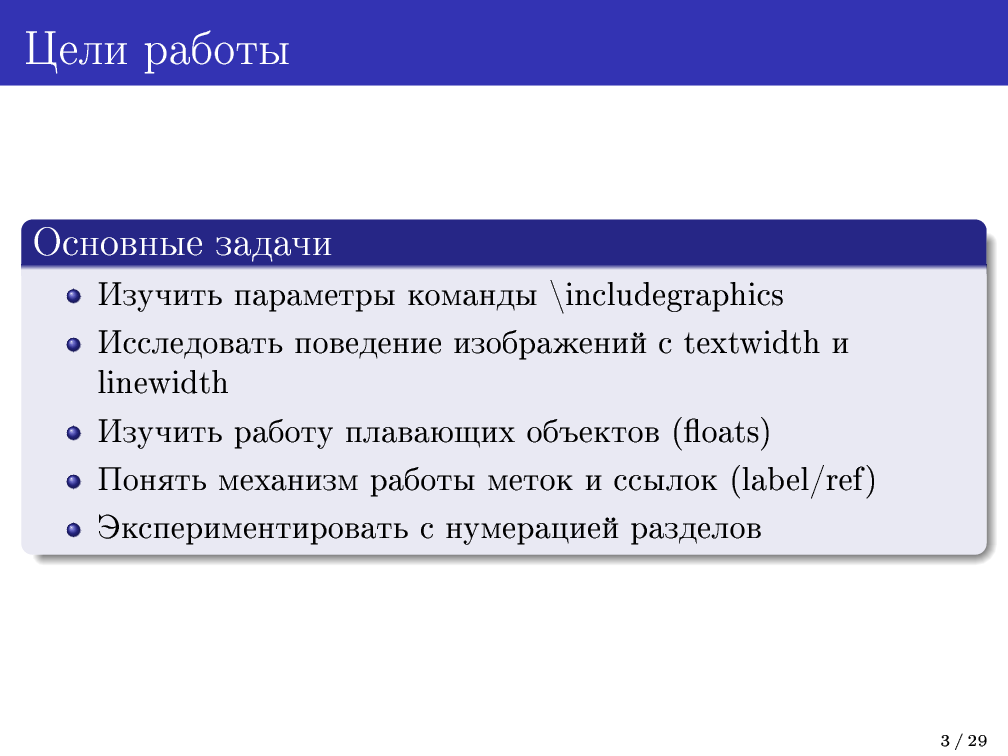 Цели работы
Основные задачи
Изучить параметры команды \includegraphics
Исследовать поведение изображений с textwidth и
linewidth
Изучить работу плавающих объектов (floats)
Понять механизм работы меток и ссылок (label/ref)
Экспериментировать с нумерацией разделов
3 / 29